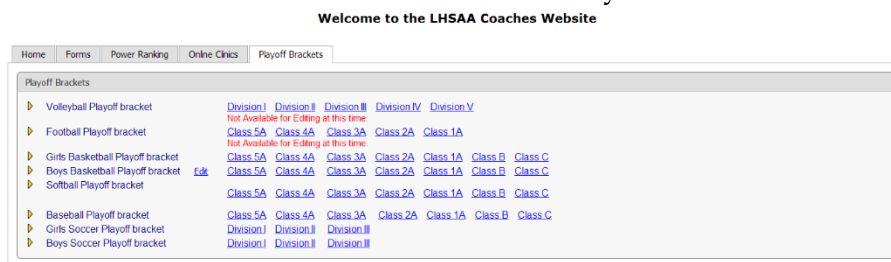 Welcome to the LHSAA Coaches Website
Home Forms Power Ranking Online Clinics Playoff Brackets
Playoff Brackets
Volleyball Playoff bracket Division I Division II Division III Division IV Division V
Not Available for Editing at this time.
Football Playoff bracket Class 5A Class 4A Class 3A Class 2A Class 1A
Not Available for Editing at this time.
Girls Basketball Playoff bracket Class 5A Class 4A Class 3A Class 2A Class 1A Class B Class C
Boys Basketball Playoff bracket Edit Class 5A Class 4A Class 3A Class 2A Class 1A Class B Class C
Softball Playoff bracket
Class 5A Class 4A Class 3A Class 2A Class 1A Class B Class C
Baseball Playoff bracket Class 5A Class 4A Class 3A Class 2A Class 1A Class B Class C
Girls Soccer Playoff bracket Division I Division II Division III
Boys Soccer Playoff bracket Division I Division II Division III